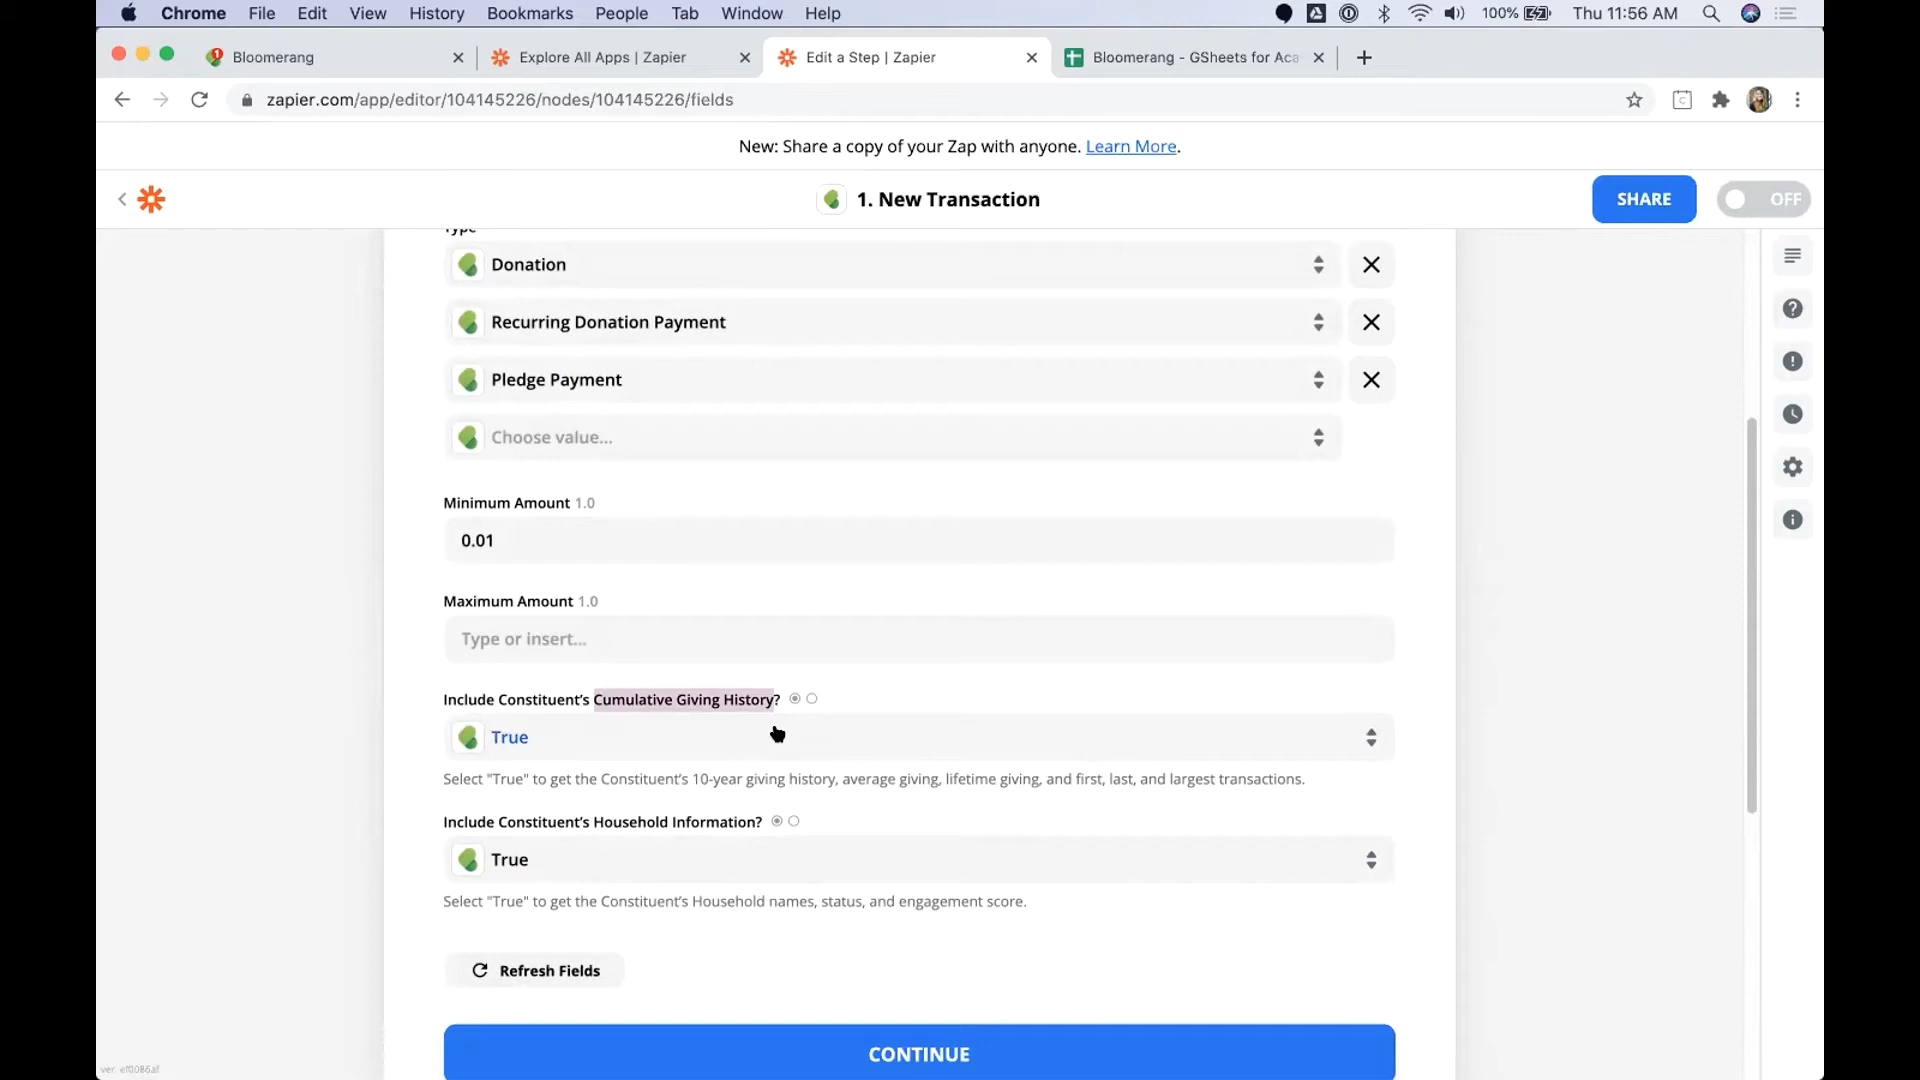 Chrome File Edit View History Bookmarks People Tab Window Help 100% Thu 11:56 AM
1 Bloomerang Explore All Apps | Zapier Edit a Step | Zapier Bloomerang - GSheets for Aca
zapier.com/app/editor/104145226/nodes/104145226/fields
New: Share a copy of your Zap with anyone. Learn More.
1. New Transaction SHARE OFF
Type
Donation
Recurring Donation Payment
Pledge Payment
Choose value...
Minimum Amount 1.0
0.01
Maximum Amount 1.0
Type or insert...
Include Constituent's Cumulative Giving History?
True
Select "True" to get the Constituent's 10-year giving history, average giving, lifetime giving, and first, last, and largest transactions.
Include Constituent's Household Information?
True
Select "True" to get the Constituent's Household names, status, and engagement score.
Refresh Fields
CONTINUE